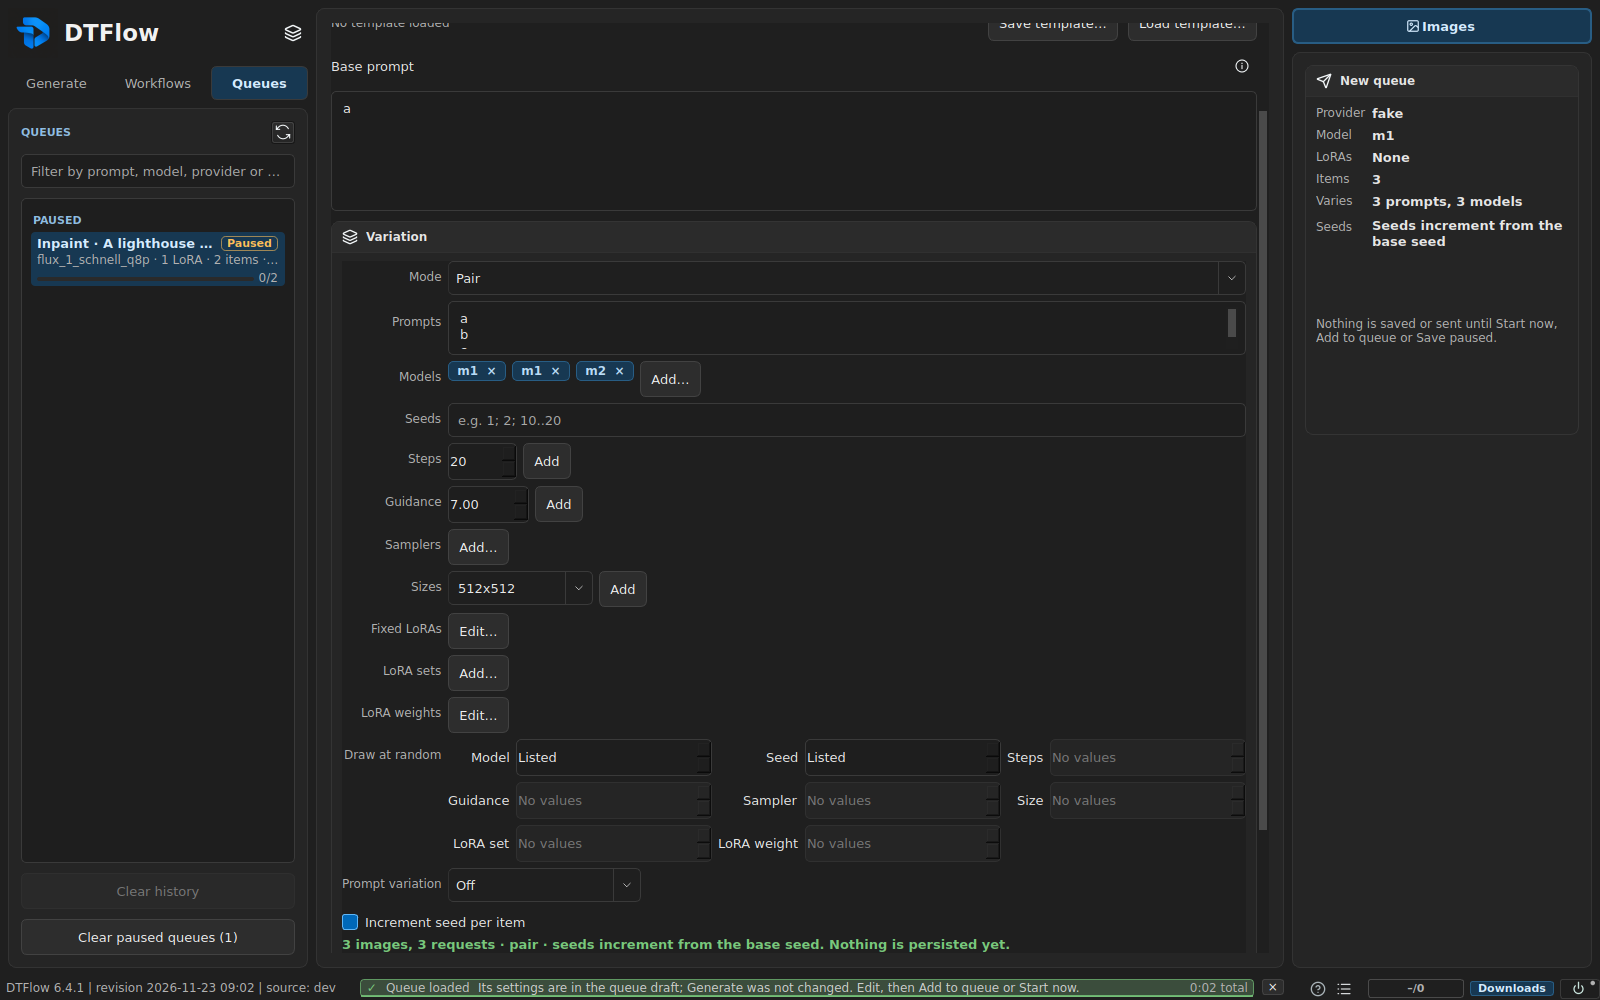 DTFlow
Generate
Workflows
Queues
QUEUES
Filter by prompt, model, provider or ...
PAUSED
Inpaint · A lighthouse ...
Paused
flux_1_schnell_q8p · 1 LoRA · 2 items ·...
0/2
Clear history
Clear paused queues (1)
No template loaded
Save template...
Load template...
Base prompt
a
Variation
Mode
Pair
Prompts
a
b
Models
m1 ×
m1 ×
m2 ×
Add...
Seeds
e.g. 1; 2; 10..20
Steps
20
Add
Guidance
7.00
Add
Samplers
Add...
Sizes
512x512
Add
Fixed LoRAs
Edit...
LoRA sets
Add...
LoRA weights
Edit...
Draw at random
Model
Listed
Seed
Listed
Steps
No values
Guidance
No values
Sampler
No values
Size
No values
LoRA set
No values
LoRA weight
No values
Prompt variation
Off
Increment seed per item
3 images, 3 requests · pair · seeds increment from the base seed. Nothing is persisted yet.
Images
New queue
Provider fake
Model m1
LoRAs None
Items 3
Varies 3 prompts, 3 models
Seeds Seeds increment from the
base seed
Nothing is saved or sent until Start now,
Add to queue or Save paused.
DTFlow 6.4.1 | revision 2026-11-23 09:02 | source: dev
✓ Queue loaded Its settings are in the queue draft; Generate was not changed. Edit, then Add to queue or Start now.
0:02 total
×
–/0
Downloads